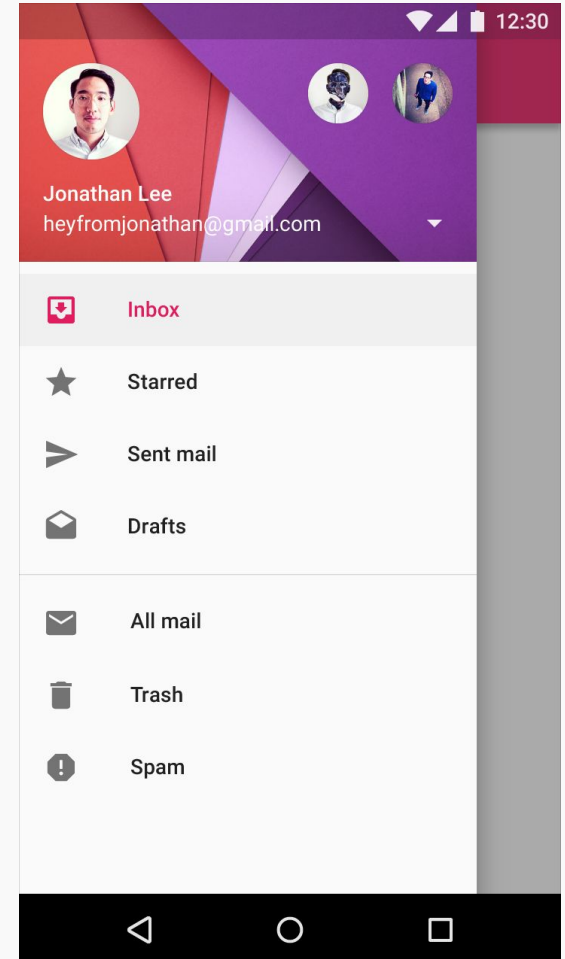 12:30
Jonathan Lee
heyfromjonathan@gmail.com
Inbox
Starred
Sent mail
Drafts
All mail
Trash
Spam